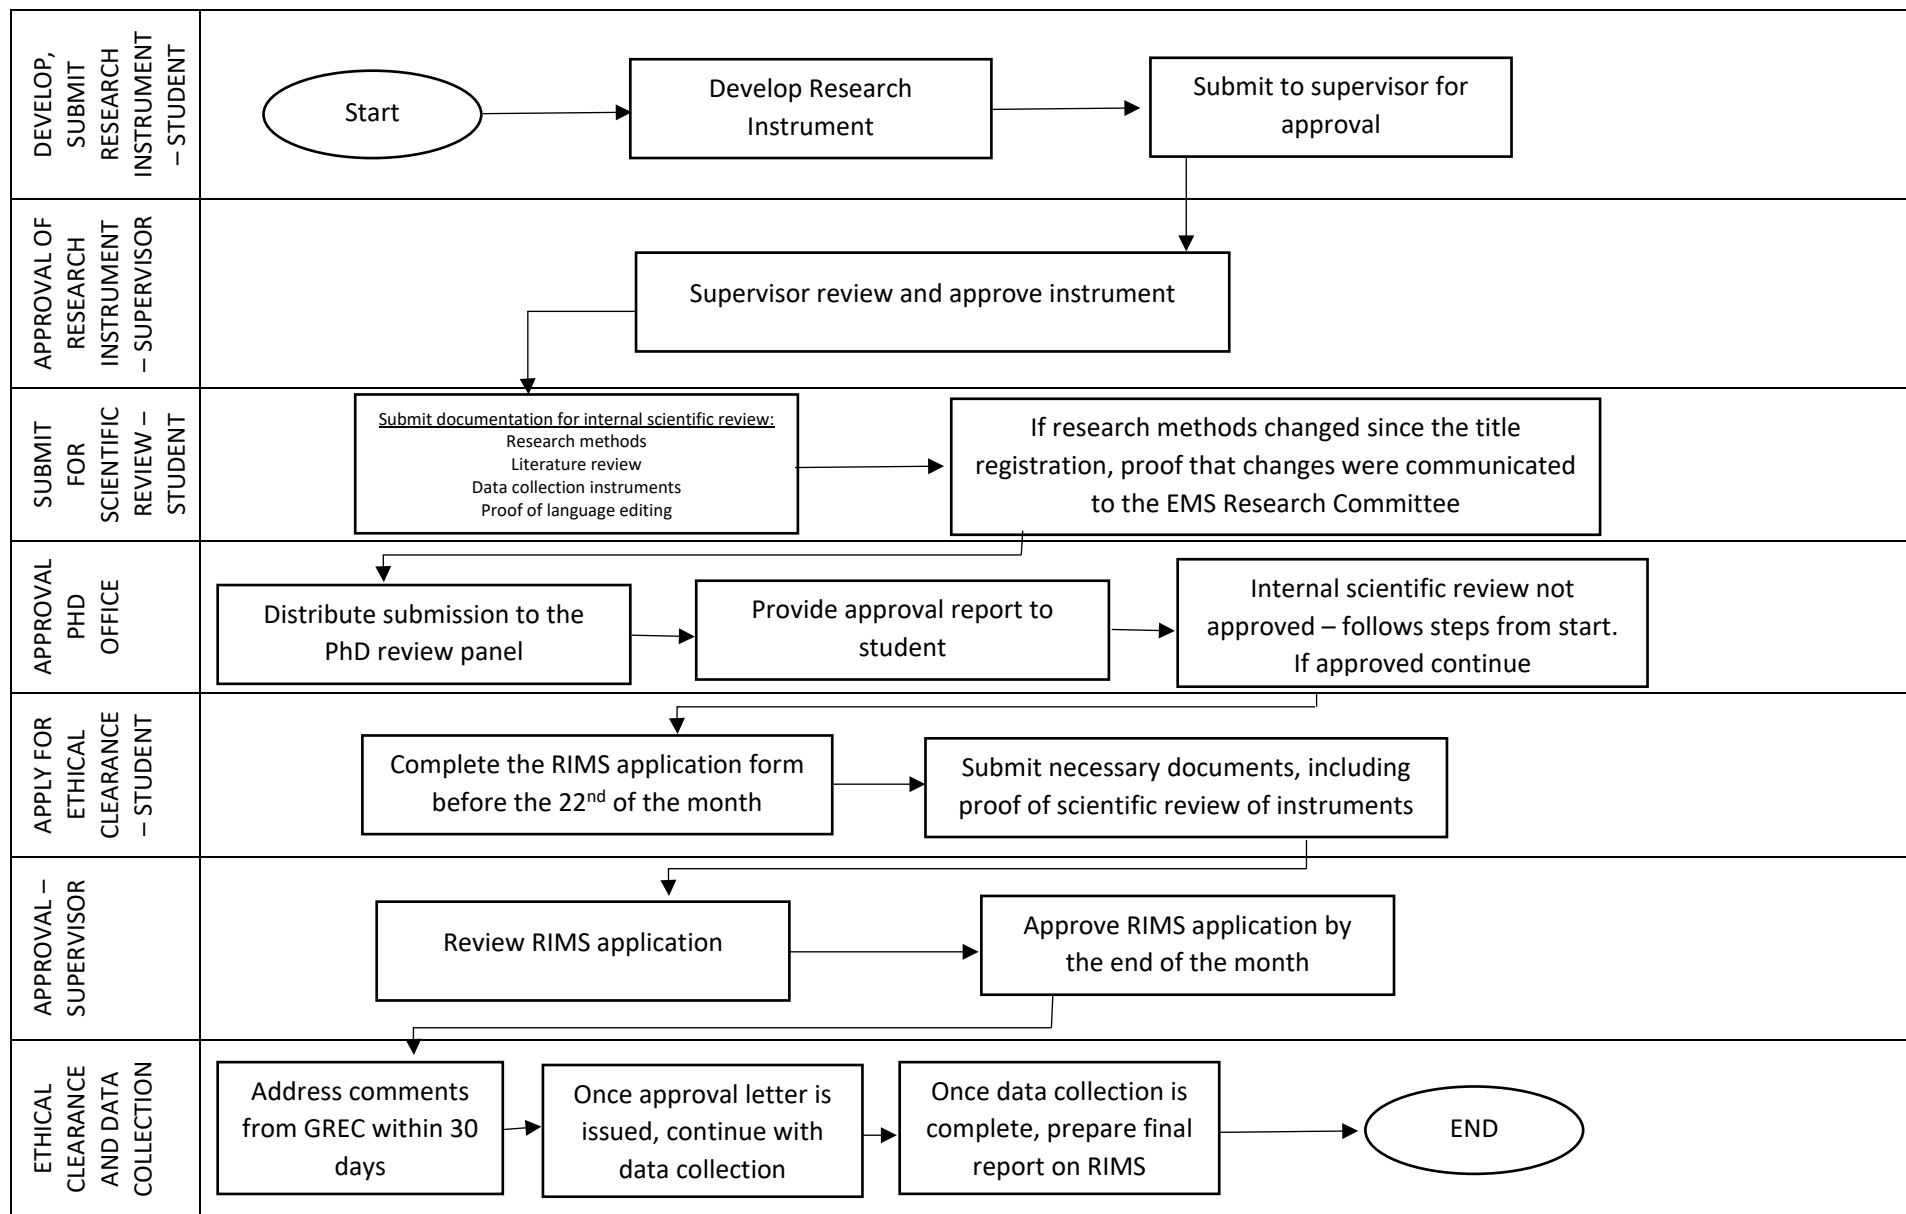 DEVELOP,
SUBMIT
RESEARCH
INSTRUMENT
– STUDENT
Start
Develop Research
Instrument
Submit to supervisor for
approval
APPROVAL OF
RESEARCH
INSTRUMENT
– SUPERVISOR
Supervisor review and approve instrument
SUBMIT
FOR
SCIENTIFIC
REVIEW –
STUDENT
Submit documentation for internal scientific review:
Research methods
Literature review
Data collection instruments
Proof of language editing
If research methods changed since the title
registration, proof that changes were communicated
to the EMS Research Committee
APPROVAL
PHD
OFFICE
Distribute submission to the
PhD review panel
Provide approval report to
student
Internal scientific review not
approved – follows steps from start.
If approved continue
APPLY FOR
ETHICAL
CLEARANCE
– STUDENT
Complete the RIMS application form
before the 22nd of the month
Submit necessary documents, including
proof of scientific review of instruments
APPROVAL –
SUPERVISOR
Review RIMS application
Approve RIMS application by
the end of the month
ETHICAL
CLEARANCE
AND DATA
COLLECTION
Address comments
from GREC within 30
days
Once approval letter is
issued, continue with
data collection
Once data collection is
complete, prepare final
report on RIMS
END